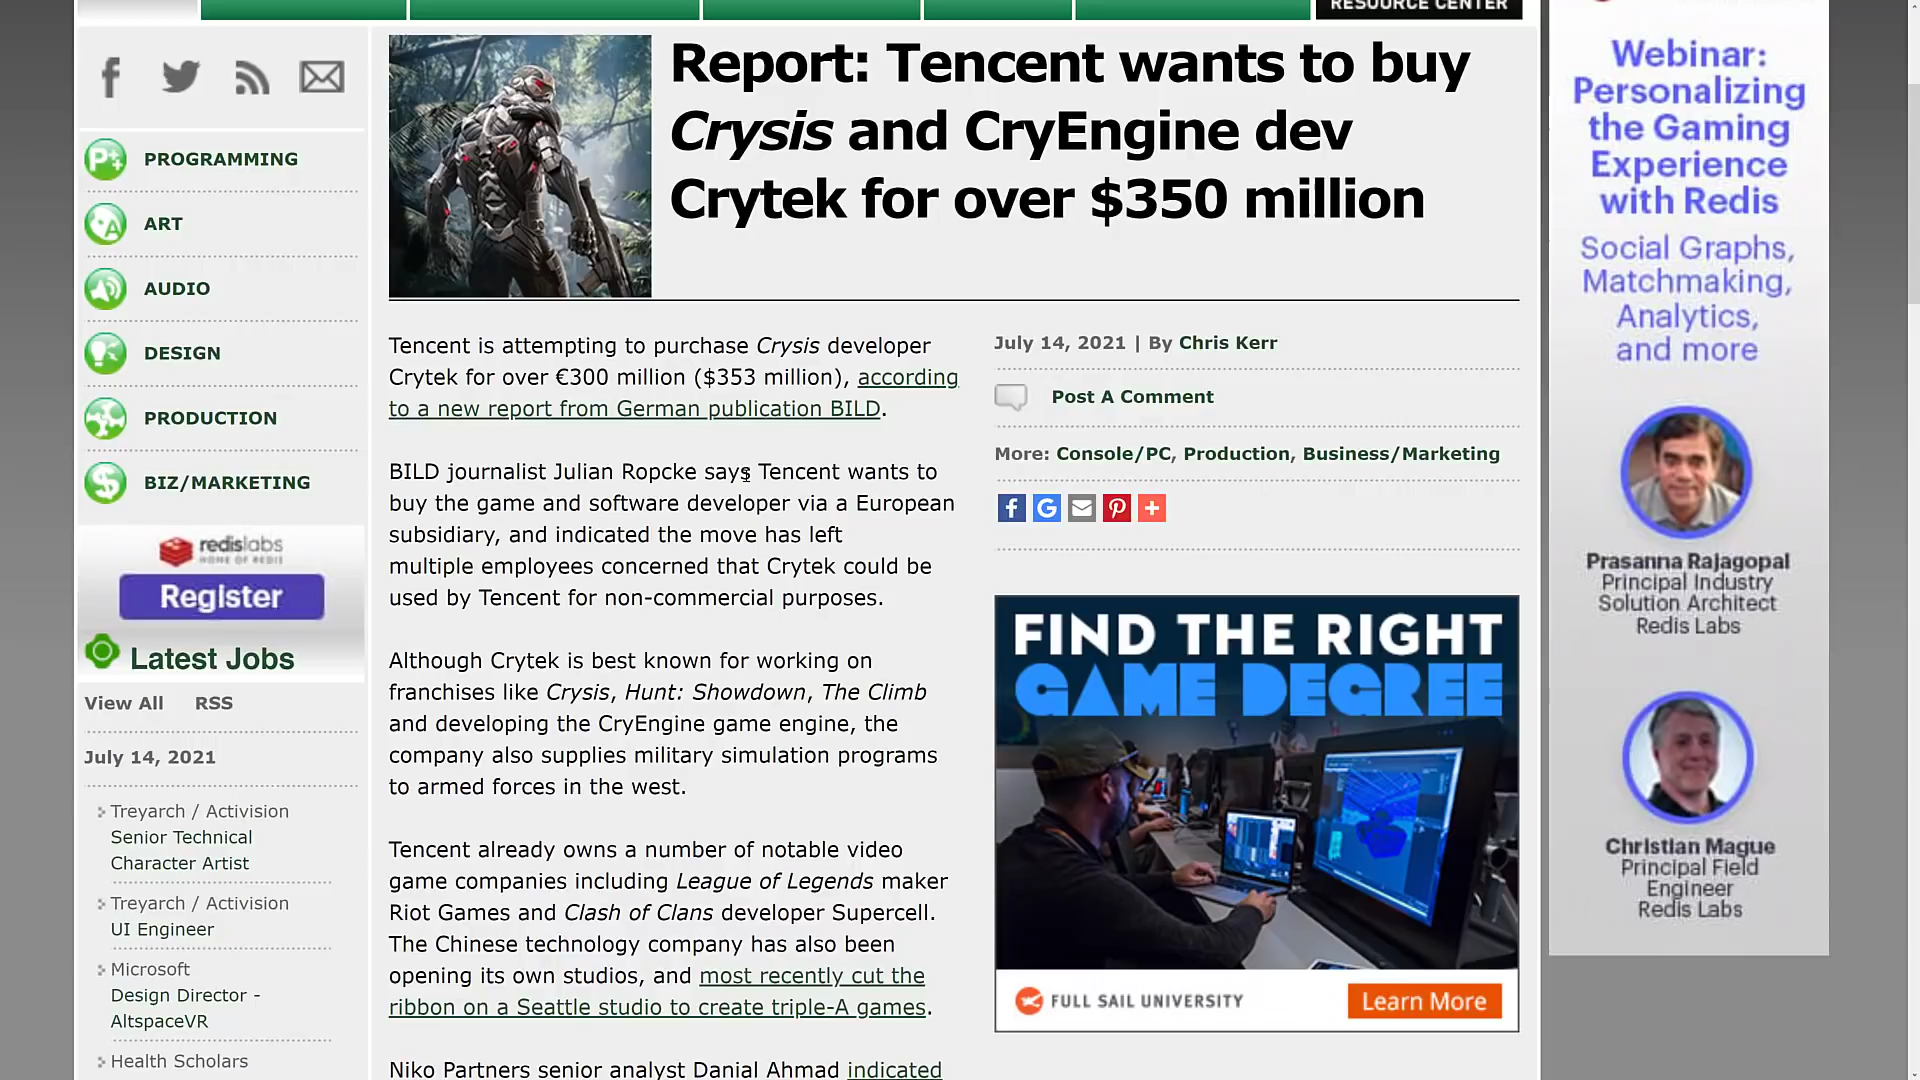 RESOURCE CENTER
PROGRAMMING
ART
AUDIO
DESIGN
PRODUCTION
BIZ/MARKETING
redislabs
HOME OF REDIS
Register
Latest Jobs
View All RSS
July 14, 2021
Treyarch / Activision
Senior Technical
Character Artist
Treyarch / Activision
UI Engineer
Microsoft
Design Director -
AltspaceVR
Health Scholars
Report: Tencent wants to buy
Crysis and CryEngine dev
Crytek for over $350 million
Tencent is attempting to purchase Crysis developer
Crytek for over €300 million ($353 million), according
to a new report from German publication BILD.
BILD journalist Julian Ropcke says Tencent wants to
buy the game and software developer via a European
subsidiary, and indicated the move has left
multiple employees concerned that Crytek could be
used by Tencent for non-commercial purposes.
Although Crytek is best known for working on
franchises like Crysis, Hunt: Showdown, The Climb
and developing the CryEngine game engine, the
company also supplies military simulation programs
to armed forces in the west.
Tencent already owns a number of notable video
game companies including League of Legends maker
Riot Games and Clash of Clans developer Supercell.
The Chinese technology company has also been
opening its own studios, and most recently cut the
ribbon on a Seattle studio to create triple-A games.
Niko Partners senior analyst Danial Ahmad indicated
July 14, 2021 | By Chris Kerr
Post A Comment
More: Console/PC, Production, Business/Marketing
FIND THE RIGHT
GAME DEGREE
FULL SAIL UNIVERSITY
Learn More
Webinar:
Personalizing
the Gaming
Experience
with Redis
Social Graphs,
Matchmaking,
Analytics,
and more
Prasanna Rajagopal
Principal Industry
Solution Architect
Redis Labs
Christian Mague
Principal Field
Engineer
Redis Labs